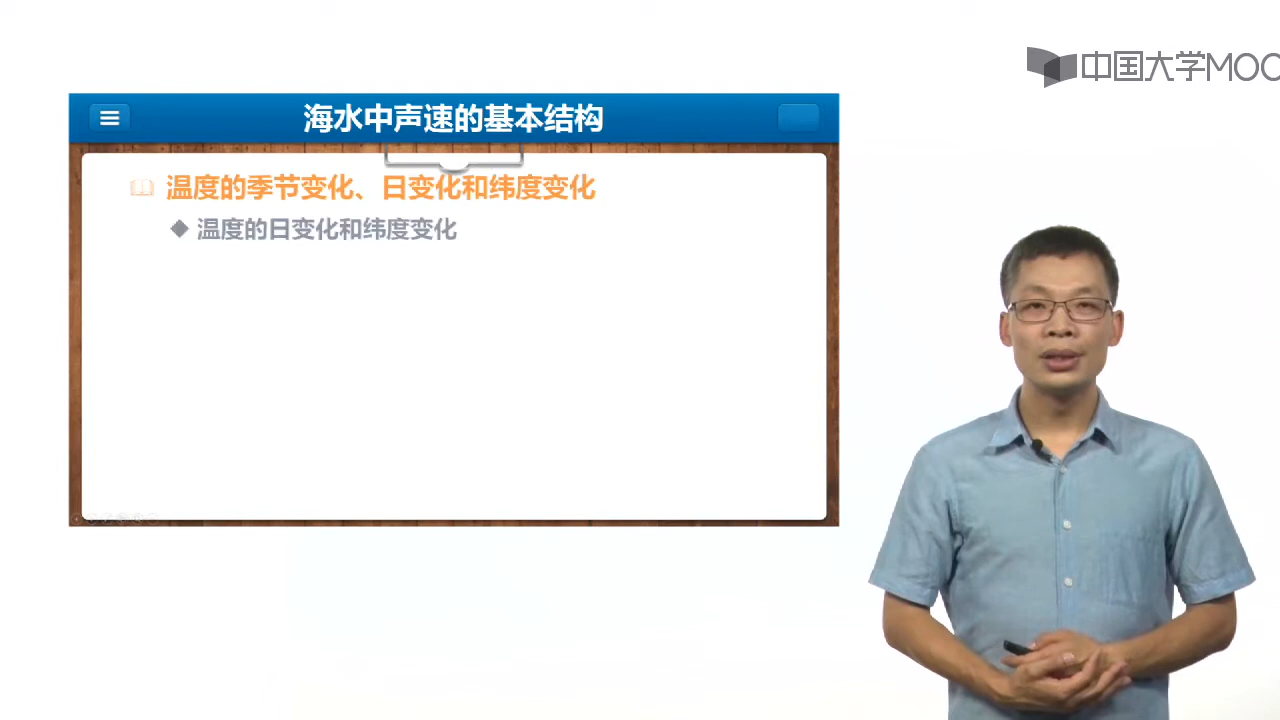 中国大学MOO
海水中声速的基本结构
温度的季节变化、日变化和纬度变化
温度的日变化和纬度变化